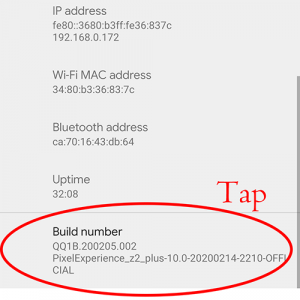 IP address
fe80::3680:b3ff:fe36:837c
192.168.0.172
Wi-Fi MAC address
34:80:b3:36:83:7c
Bluetooth address
ca:70:16:43:db:64
Uptime
32:08
Tap
Build number
QQ1B.200205.002
PixelExperience_z2_plus-10.0-20200214-2210-OFFI
CIAL